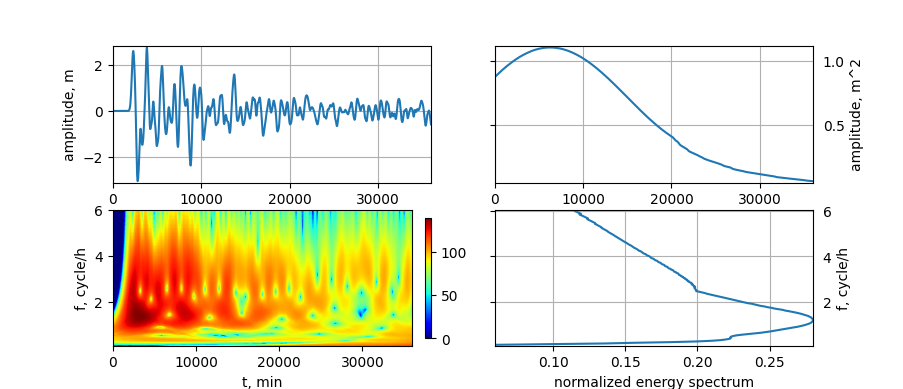 amplitude, m
2
0
−2
0 10000 20000 30000
1.0
0.5
amplitude, m^2
0 10000 20000 30000
f, cycle/h
6
4
2
0 10000 20000 30000
t, min
100
50
0
6
4
2
f, cycle/h
0.10 0.15 0.20 0.25
normalized energy spectrum